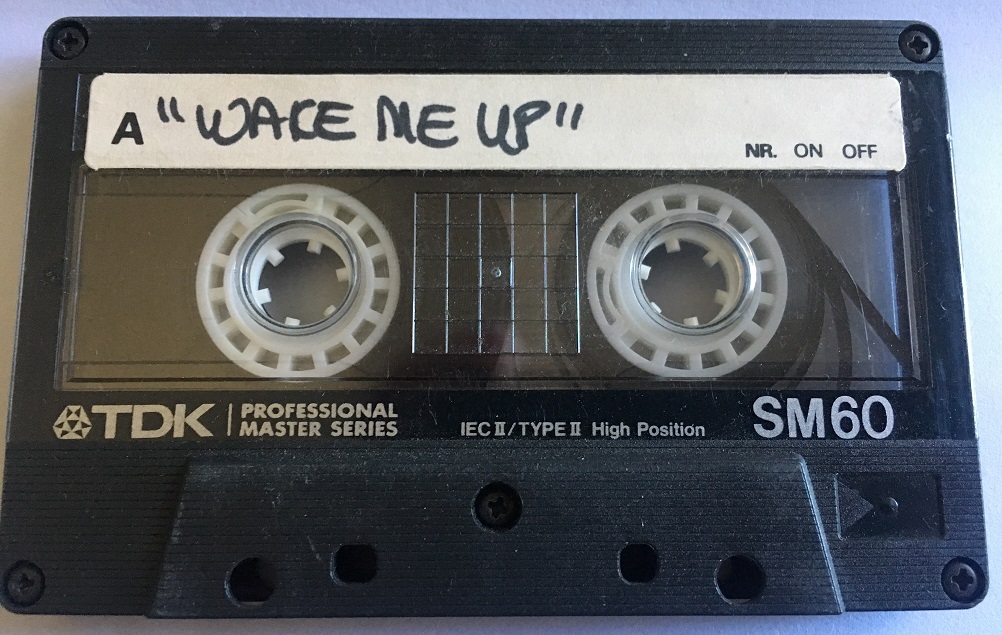 A "WAKE ME UP"
NR. ON OFF
TDK PROFESSIONAL
MASTER SERIES
IEC II/TYPE II High Position
SM60